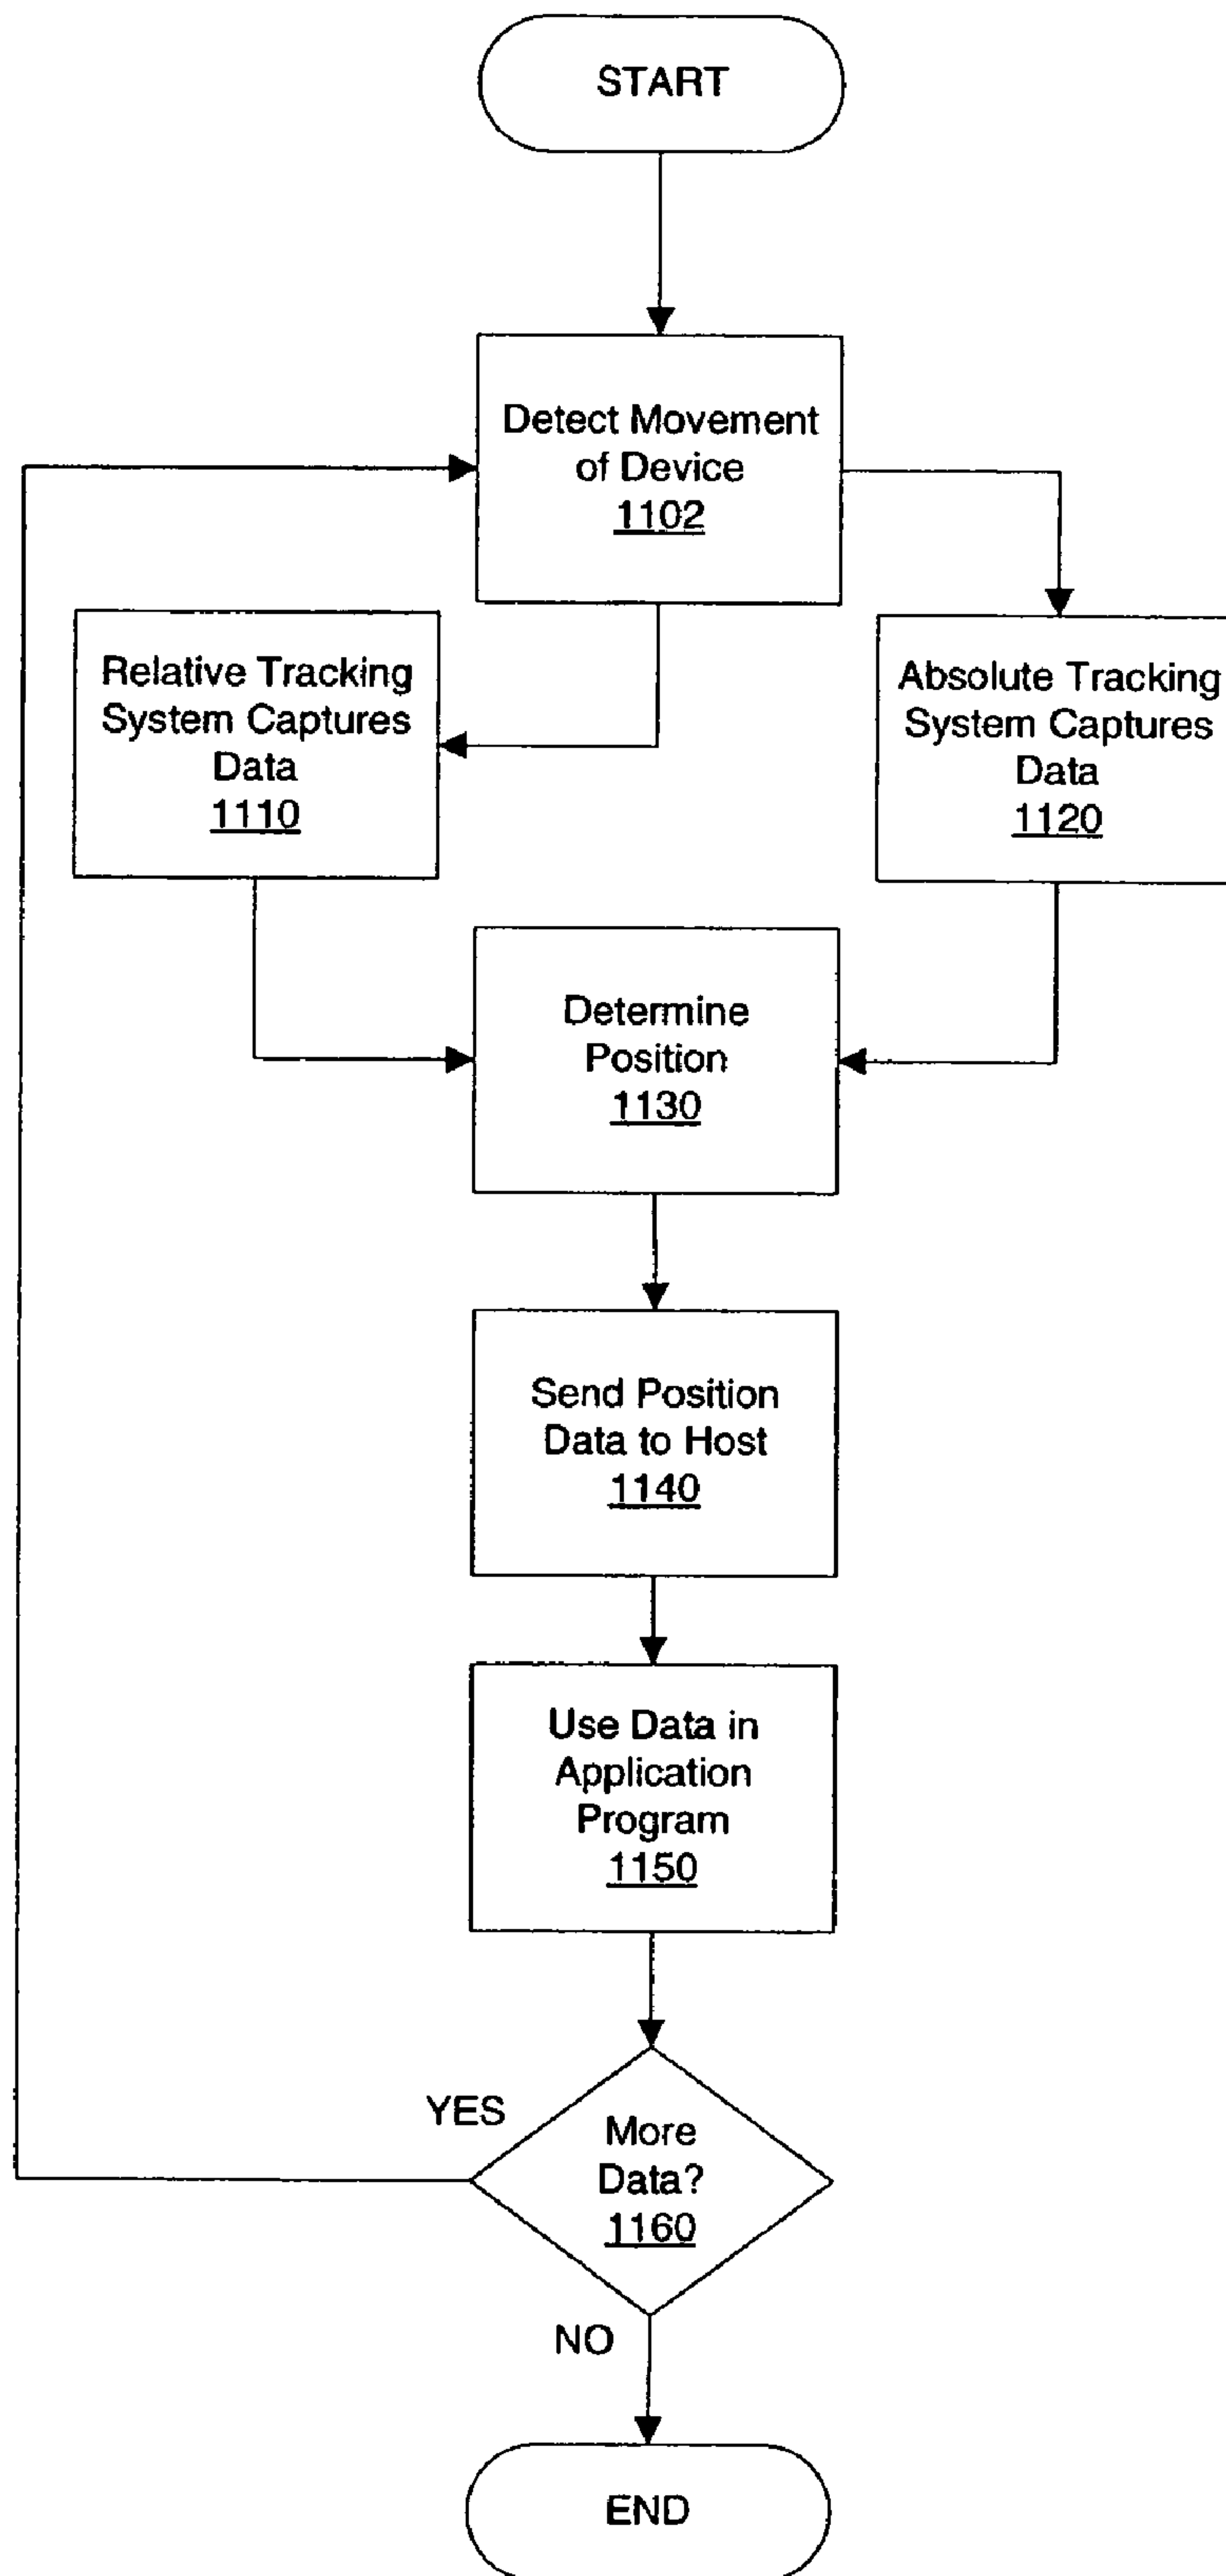 START
Detect Movement
of Device
1102
Relative Tracking
System Captures
Data
1110
Absolute Tracking
System Captures
Data
1120
Determine
Position
1130
Send Position
Data to Host
1140
Use Data in
Application
Program
1150
YES
More
Data?
1160
NO
END